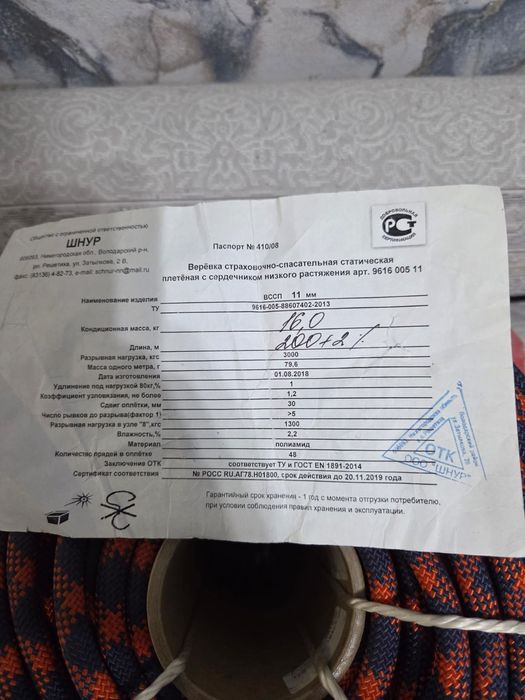 Общество с ограниченной ответственностью
ШНУР
606093, Нижегородская обл., Володарский р-н,
рп. Решетиха, ул. Затылкова, 2 В,
факс: (83136) 4-82-73, e-mail: schnur-nn@mail.ru
ДОБРОВОЛЬНАЯ
РСТ
СЕРТИФИКАЦИЯ
Паспорт № 410/08
Верёвка страховочно-спасательная статическая
плетёная с сердечником низкого растяжения арт. 9616 005 11
Наименование изделия ВССП 11 мм
ТУ 9616-005-88607402-2013
Кондиционная масса, кг 16,0
Длина, м 200±2%
Разрывная нагрузка, кгс 3000
Масса одного метра, г 79,6
Дата изготовления 01.08.2018
Удлинение под нагрузкой 80кг,% 1
Коэффициент узловязания, не более 1,2
Сдвиг оплётки, мм 30
Число рывков до разрыва(фактор 1) >5
Разрывная нагрузка в узле "8",кгс 1300
Влажность,% 2,2
Материал полиамид
Количество прядей в оплётке 48
Заключения ОТК соответствует ТУ и ГОСТ EN 1891-2014
Сертификат соответствия № РОСС RU.АГ78.Н01800, срок действия до 20.11.2019 года
Гарантийный срок хранения - 1 год с момента отгрузки потребителю,
при условии соблюдения правил хранения и эксплуатации.
ОТК
ООО "ШНУР"